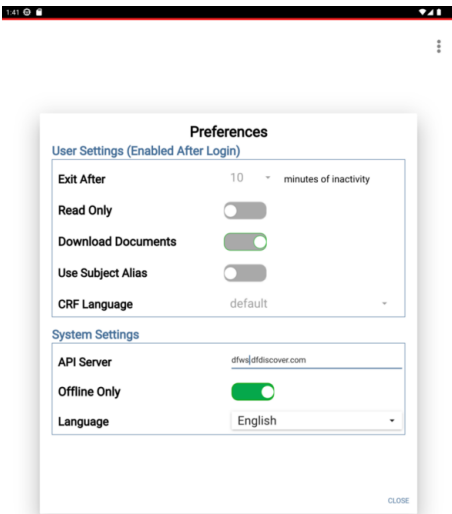 1:41
Preferences
User Settings (Enabled After Login)
Exit After 10 minutes of inactivity
Read Only
Download Documents
Use Subject Alias
CRF Language default
System Settings
API Server dfws.dfdiscover.com
Offline Only
Language English
CLOSE